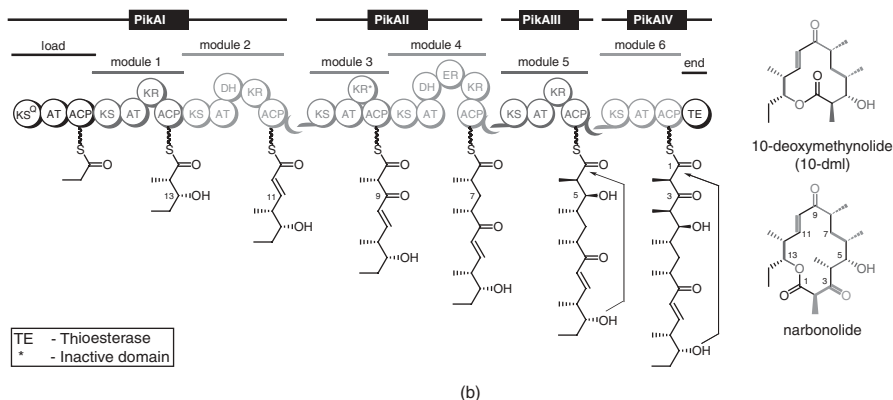 PikAI PikAII PikAIII PikAIV
load module 1 module 2 module 3 module 4 module 5 module 6 end
KSQ AT ACP KS AT KR ACP KS AT DH KR ACP KS AT KR* ACP KS AT DH ER KR ACP KS AT KR ACP KS AT ACP TE
S S S S S S S
O O O O O O O
13 OH
11 OH
9 O OH
7 O OH
5 OH O OH
1 3 O OH O OH
TE - Thioesterase
* - Inactive domain
O O O OH
10-deoxymethynolide
(10-dml)
O 9 11 7 13 5 OH O 1 3 O O
narbonolide
(b)